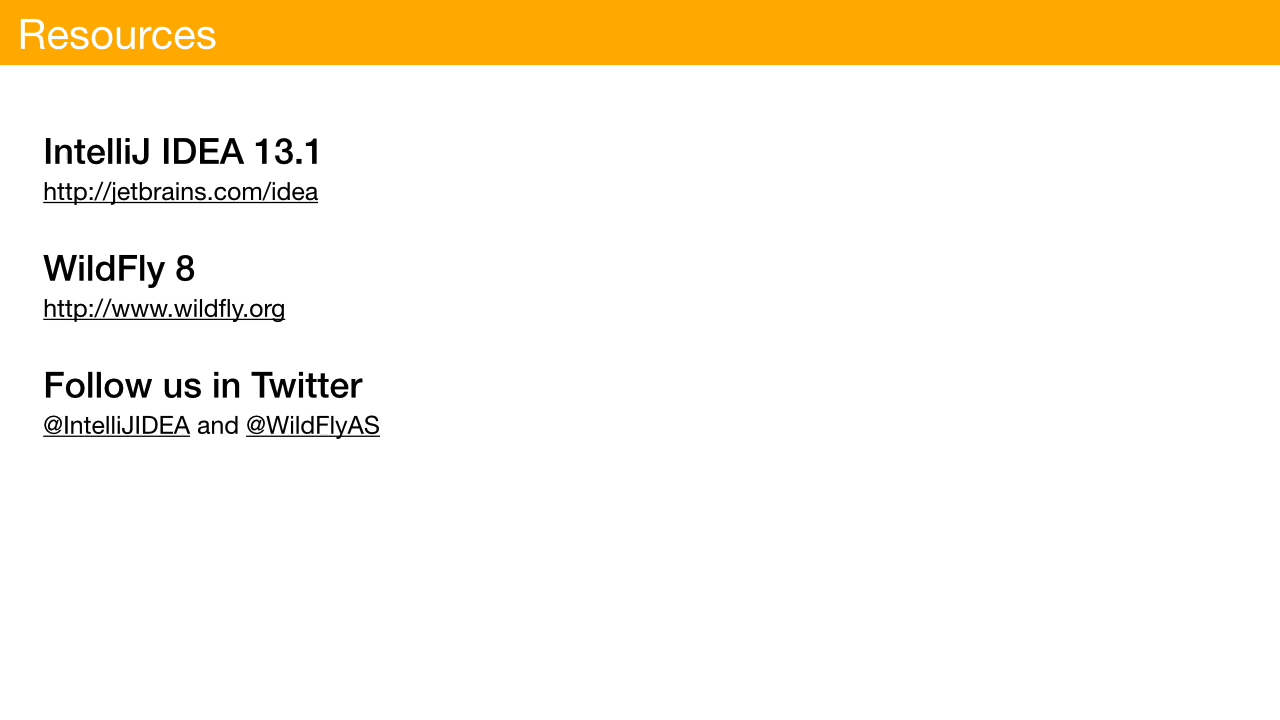 Resources
IntelliJ IDEA 13.1
http://jetbrains.com/idea
WildFly 8
http://www.wildfly.org
Follow us in Twitter
@IntelliJIDEA and @WildFlyAS